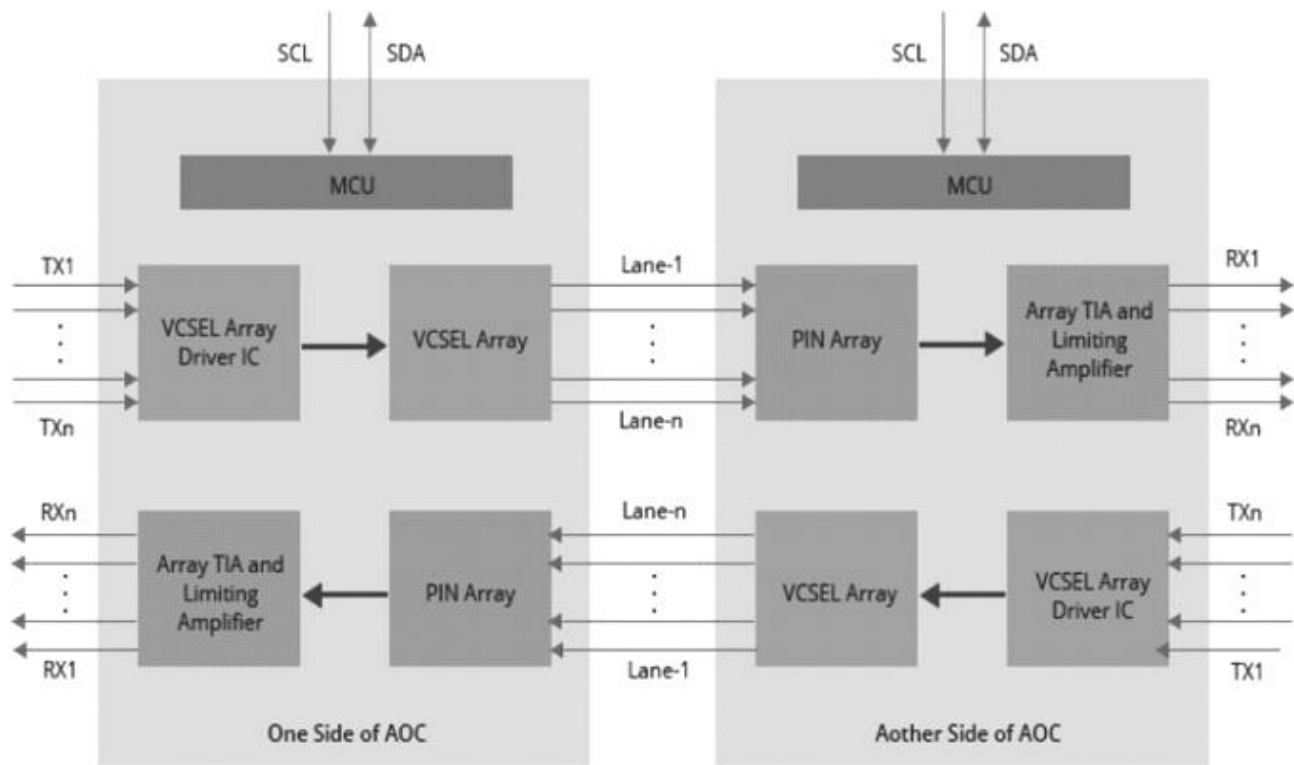 SCL
SDA
SCL
SDA
MCU
MCU
TX1
Lane-1
RX1
VCSEL Array
Driver IC
VCSEL Array
PIN Array
Array TIA and
Limiting
Amplifier
TXn
Lane-n
RXn
RXn
Lane-n
TXn
Array TIA and
Limiting
Amplifier
PIN Array
VCSEL Array
VCSEL Array
Driver IC
RX1
Lane-1
TX1
One Side of AOC
Aother Side of AOC